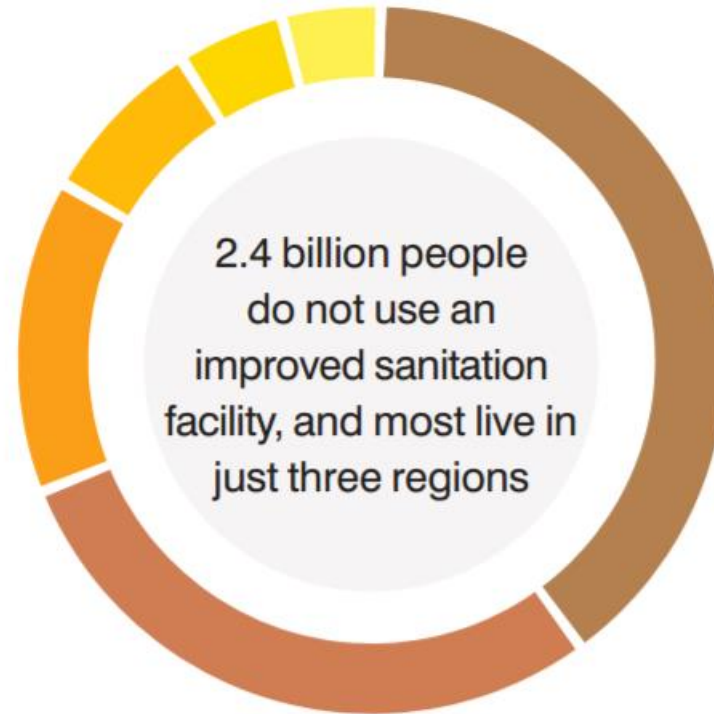 2.4 billion people
do not use an
improved sanitation
facility, and most live in
just three regions